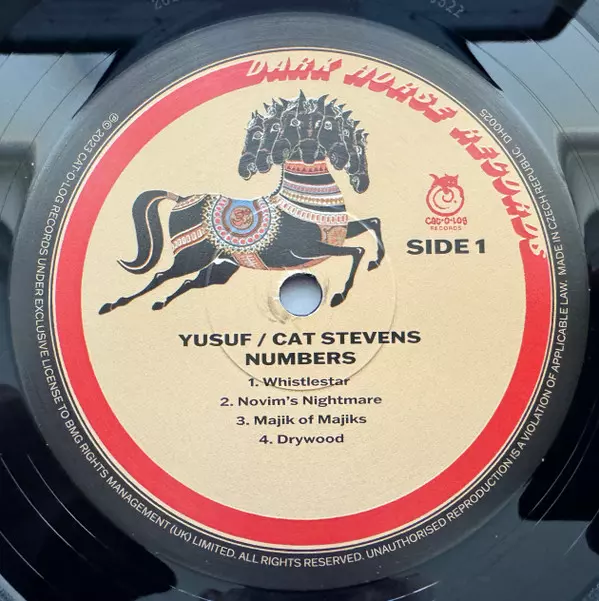 DARK HORSE RECORDS
CAT-O-LOG
RECORDS
SIDE 1
YUSUF / CAT STEVENS
NUMBERS
1. Whistlestar
2. Novim's Nightmare
3. Majik of Majiks
4. Drywood
℗© 2023 CAT-O-LOG RECORDS UNDER EXCLUSIVE LICENSE TO BMG RIGHTS MANAGEMENT (UK) LIMITED. ALL RIGHTS RESERVED. UNAUTHORISED REPRODUCTION IS A VIOLATION OF APPLICABLE LAW. MADE IN CZECH REPUBLIC. DH0025